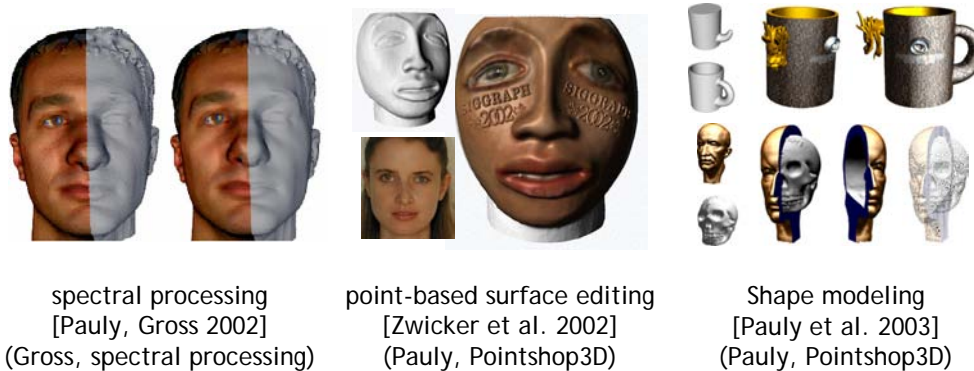 SIGGRAPH
2002
SIGGRAPH
2002
spectral processing
[Pauly, Gross 2002]
(Gross, spectral processing)
point-based surface editing
[Zwicker et al. 2002]
(Pauly, Pointshop3D)
Shape modeling
[Pauly et al. 2003]
(Pauly, Pointshop3D)